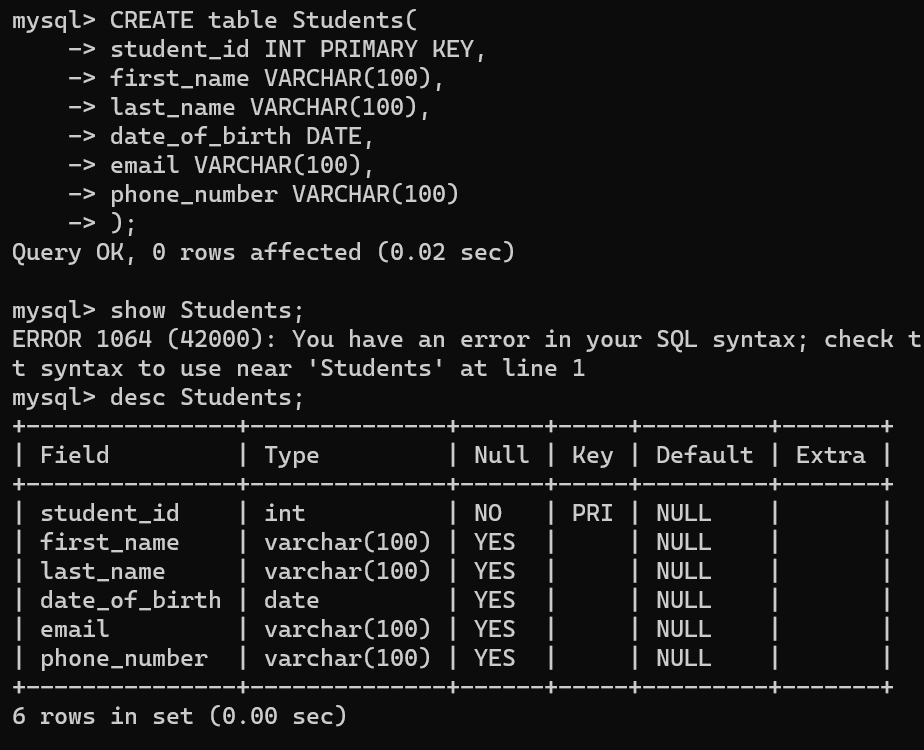 mysql> CREATE table Students(
    -> student_id INT PRIMARY KEY,
    -> first_name VARCHAR(100),
    -> last_name VARCHAR(100),
    -> date_of_birth DATE,
    -> email VARCHAR(100),
    -> phone_number VARCHAR(100)
    -> );
Query OK, 0 rows affected (0.02 sec)

mysql> show Students;
ERROR 1064 (42000): You have an error in your SQL syntax; check t
t syntax to use near 'Students' at line 1
mysql> desc Students;
+---------------+--------------+------+-----+---------+-------+
| Field         | Type         | Null | Key | Default | Extra |
+---------------+--------------+------+-----+---------+-------+
| student_id    | int          | NO   | PRI | NULL    |       |
| first_name    | varchar(100) | YES  |     | NULL    |       |
| last_name     | varchar(100) | YES  |     | NULL    |       |
| date_of_birth | date         | YES  |     | NULL    |       |
| email         | varchar(100) | YES  |     | NULL    |       |
| phone_number  | varchar(100) | YES  |     | NULL    |       |
+---------------+--------------+------+-----+---------+-------+
6 rows in set (0.00 sec)